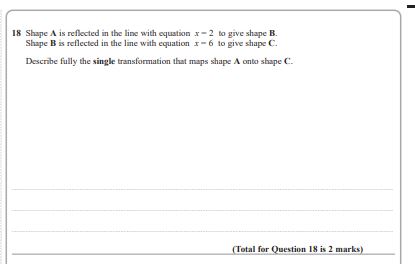 18 Shape A is reflected in the line with equation x = 2 to give shape B.
Shape B is reflected in the line with equation x = 6 to give shape C.
Describe fully the single transformation that maps shape A onto shape C.
(Total for Question 18 is 2 marks)